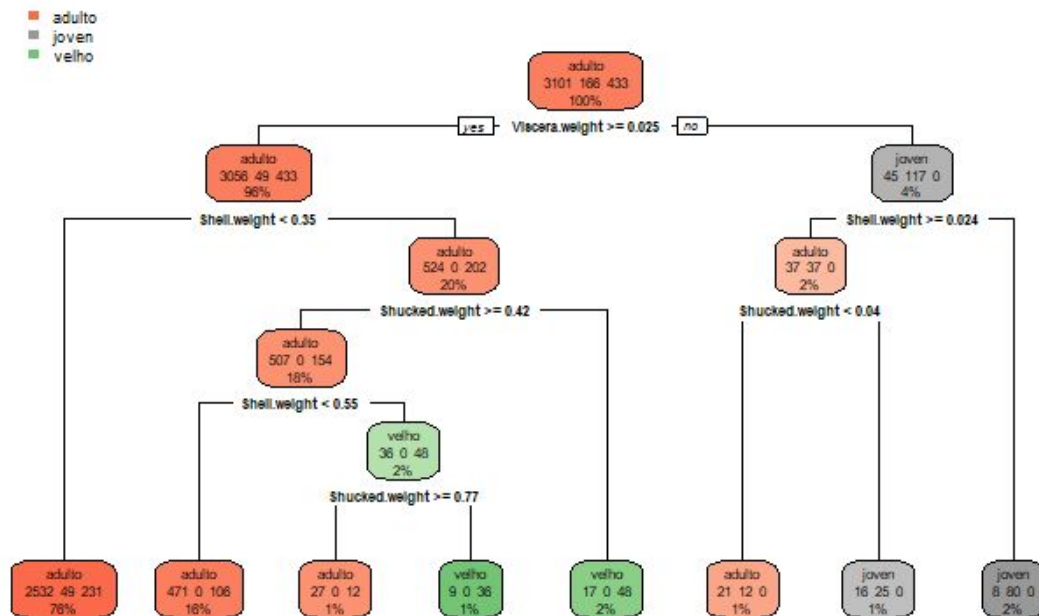 adulto
joven
velho
adulto
3101 166 433
100%
yes Viscera.weight >= 0.025 no
adulto
3056 49 433
96%
joven
45 117 0
4%
Shell.weight < 0.35
Shell.weight >= 0.024
adulto
524 0 202
20%
adulto
37 37 0
2%
Shucked.weight >= 0.42
Shucked.weight < 0.04
adulto
507 0 154
18%
Shell.weight < 0.55
velho
36 0 48
2%
Shucked.weight >= 0.77
adulto
2532 49 231
76%
adulto
471 0 106
16%
adulto
27 0 12
1%
velho
9 0 36
1%
velho
17 0 48
2%
adulto
21 12 0
1%
joven
16 25 0
1%
joven
8 80 0
2%